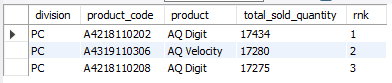 division product_code product total_sold_quantity rnk
PC A4218110202 AQ Digit 17434 1
PC A4319110306 AQ Velocity 17280 2
PC A4218110208 AQ Digit 17275 3